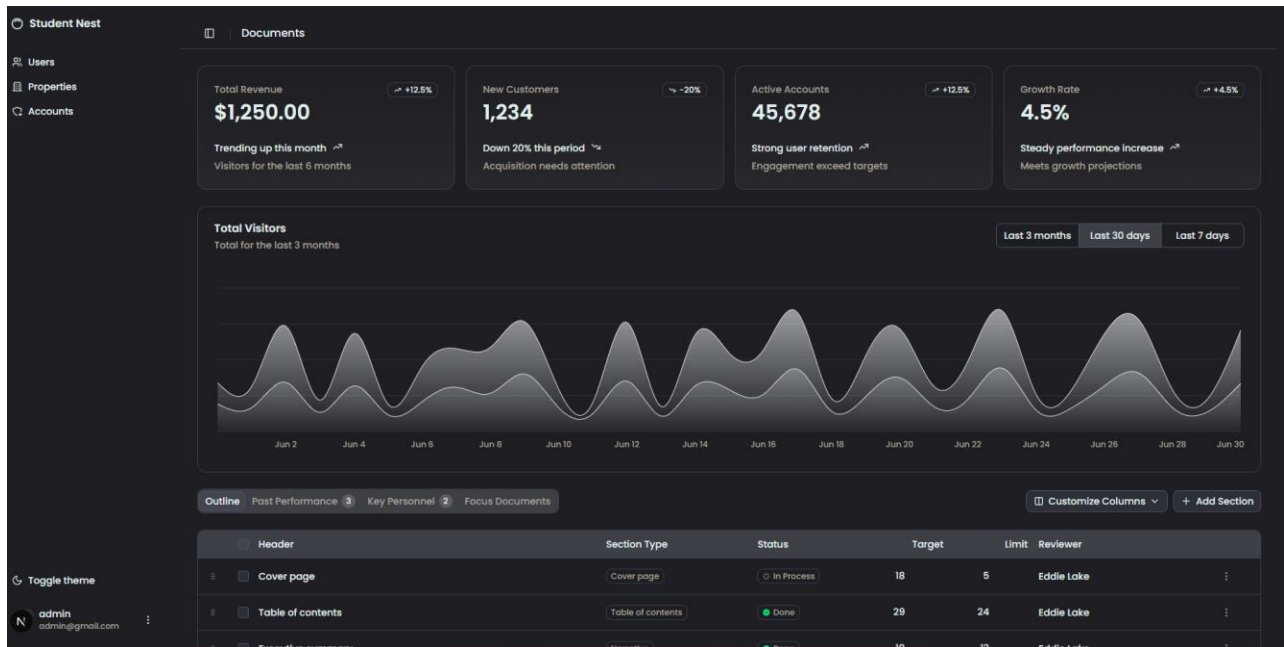 Student Nest
Users
Properties
Accounts
Toggle theme
N
admin
admin@gmail.com
Documents
Total Revenue
+12.5%
$1,250.00
Trending up this month
Visitors for the last 6 months
New Customers
-20%
1,234
Down 20% this period
Acquisition needs attention
Active Accounts
+12.5%
45,678
Strong user retention
Engagement exceed targets
Growth Rate
+4.5%
4.5%
Steady performance increase
Meets growth projections
Total Visitors
Total for the last 3 months
Last 3 months Last 30 days Last 7 days
Jun 2 Jun 4 Jun 6 Jun 8 Jun 10 Jun 12 Jun 14 Jun 16 Jun 18 Jun 20 Jun 22 Jun 24 Jun 26 Jun 28 Jun 30
Outline Past Performance 3 Key Personnel 2 Focus Documents
Customize Columns + Add Section
Header Section Type Status Target Limit Reviewer
Cover page Cover page In Process 18 5 Eddie Lake
Table of contents Table of contents Done 29 24 Eddie Lake